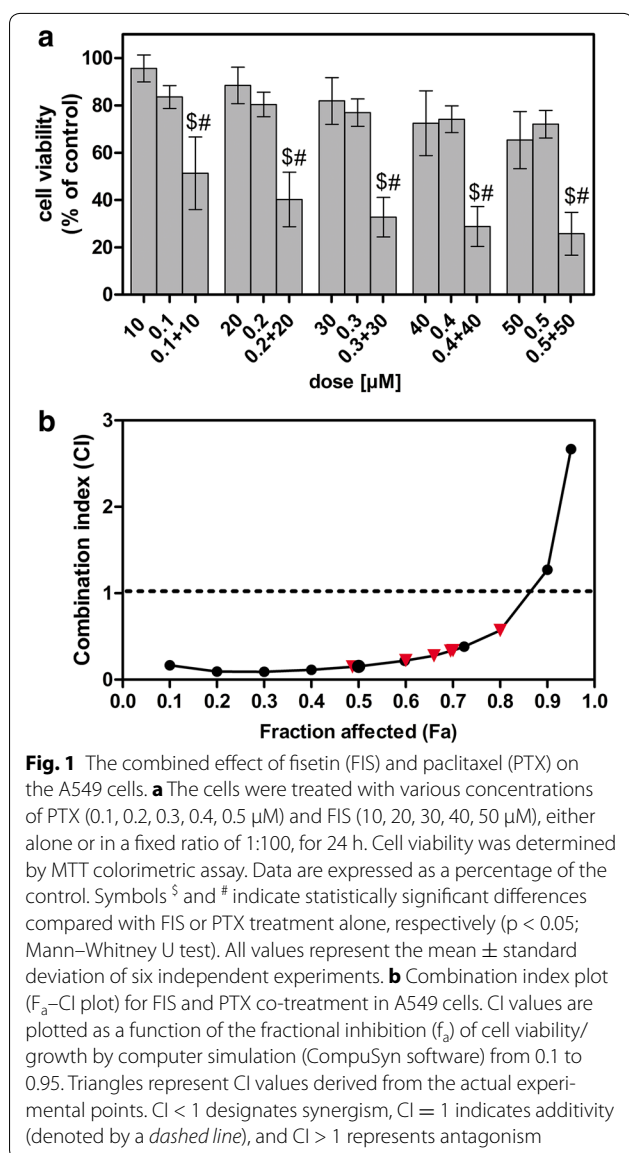 a
100
80
60
40
20
0
cell viability
(% of control)
$#
$#
$#
$#
$#
10
0.1
0.1+10
20
0.2
0.2+20
30
0.3
0.3+30
40
0.4
0.4+40
50
0.5
0.5+50
dose [µM]
b
3
2
1
0
Combination index (CI)
0.0 0.1 0.2 0.3 0.4 0.5 0.6 0.7 0.8 0.9 1.0
Fraction affected (Fa)
Fig. 1 The combined effect of fisetin (FIS) and paclitaxel (PTX) on
the A549 cells. a The cells were treated with various concentrations
of PTX (0.1, 0.2, 0.3, 0.4, 0.5 µM) and FIS (10, 20, 30, 40, 50 µM), either
alone or in a fixed ratio of 1:100, for 24 h. Cell viability was determined
by MTT colorimetric assay. Data are expressed as a percentage of the
control. Symbols $ and # indicate statistically significant differences
compared with FIS or PTX treatment alone, respectively (p < 0.05;
Mann–Whitney U test). All values represent the mean ± standard
deviation of six independent experiments. b Combination index plot
(Fa–CI plot) for FIS and PTX co-treatment in A549 cells. CI values are
plotted as a function of the fractional inhibition (fa) of cell viability/
growth by computer simulation (CompuSyn software) from 0.1 to
0.95. Triangles represent CI values derived from the actual experi-
mental points. CI < 1 designates synergism, CI = 1 indicates additivity
(denoted by a dashed line), and CI > 1 represents antagonism